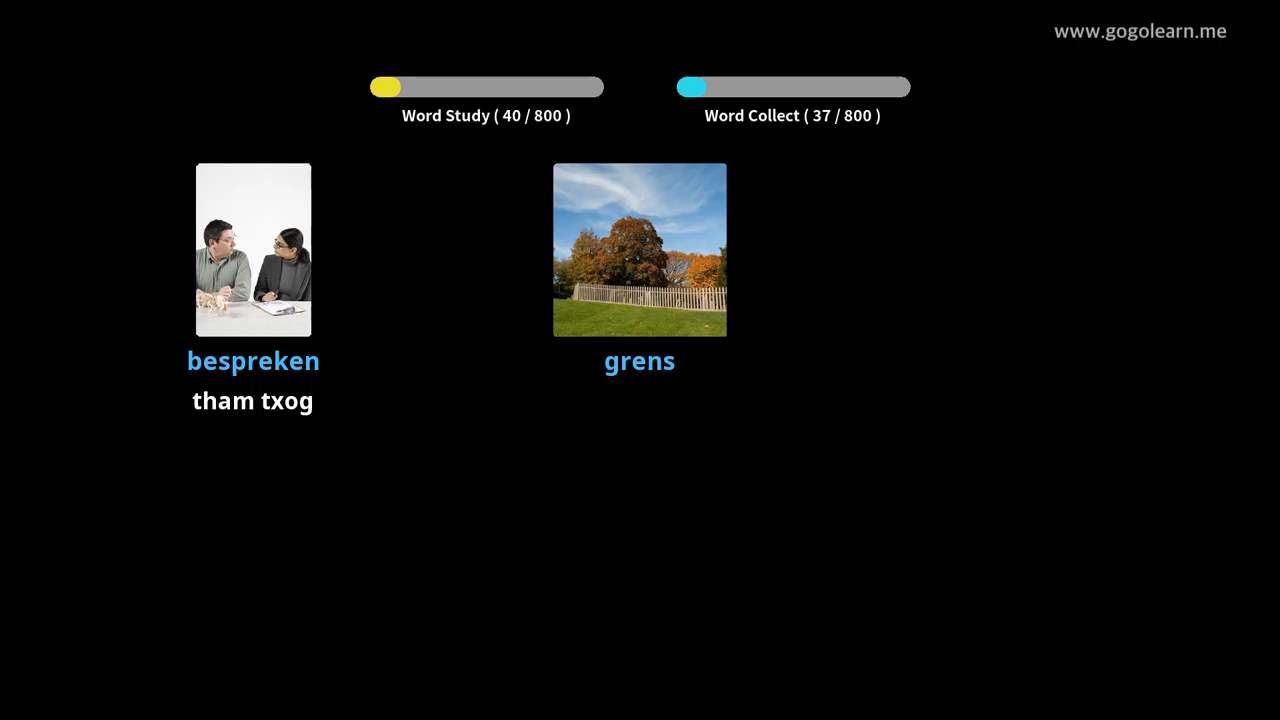 www.gogolearn.me
Word Study ( 40 / 800 )
Word Collect ( 37 / 800 )
bespreken
tham txog
grens